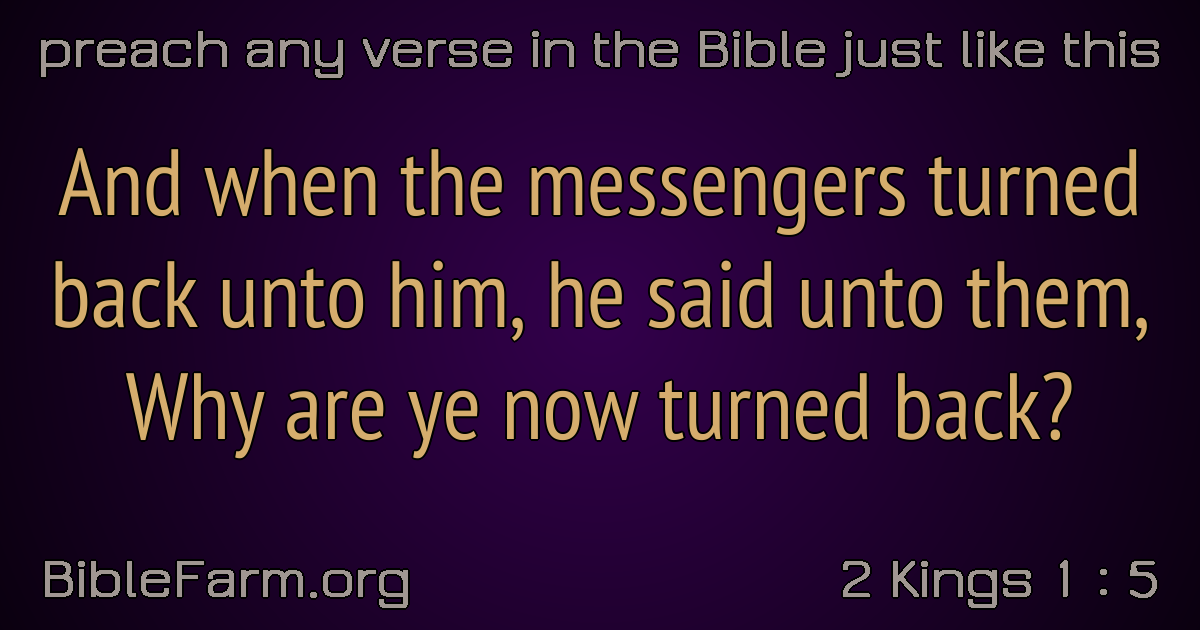 preach any verse in the Bible just like this
And when the messengers turned
back unto him, he said unto them,
Why are ye now turned back?
BibleFarm.org
2 Kings 1 : 5